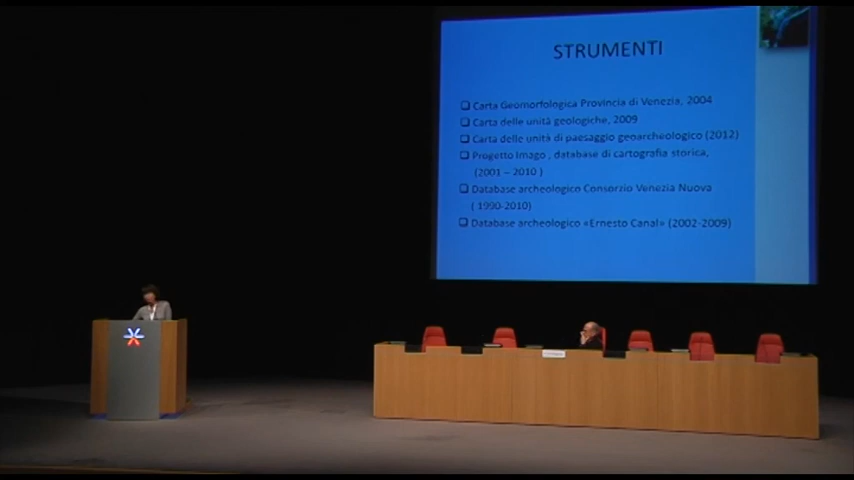 STRUMENTI
❑ Carta Geomorfologica Provincia di Venezia, 2004
❑ Carta delle unità geologiche, 2009
❑ Carta delle unità di paesaggio geoarcheologico (2012)
❑ Progetto Imago , database di cartografia storica,
(2001 – 2010 )
❑ Database archeologico Consorzio Venezia Nuova
( 1990-2010)
❑ Database archeologico «Ernesto Canal» (2002-2009)